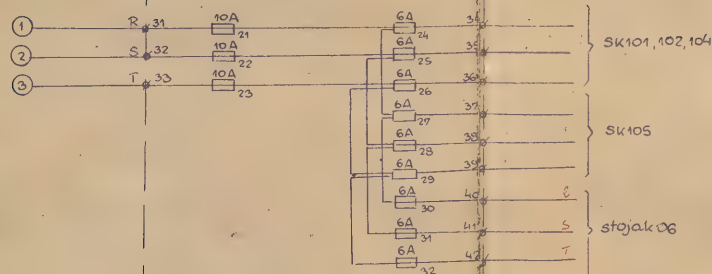 1 R 31 10A 21 6A 24 34
2 S 32 10A 22 6A 25 35
SK101, 102, 104
3 T 33 10A 23 6A 26 36
6A 27 37
6A 28 38
SK105
6A 29 39
6A 30 40
6A 31 41 S
stojak 06
6A 32 42 T